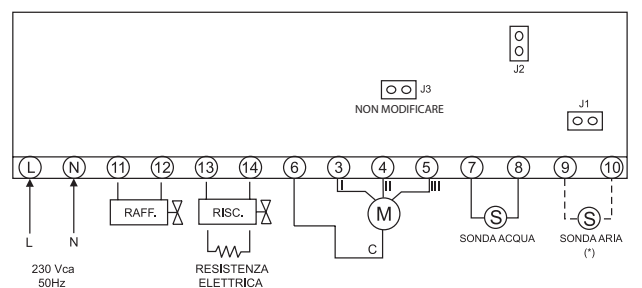 J2
J3
NON MODIFICARE
J1
L N 11 12 13 14 6 3 4 5 7 8 9 10
I II III
RAFF. RISC. M S S
C
SONDA ACQUA SONDA ARIA
(*)
L N
230 Vca
50Hz
RESISTENZA
ELETTRICA